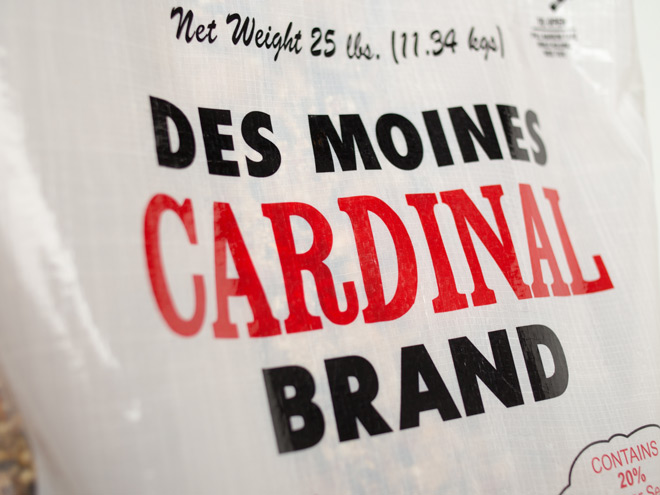 Net Weight 25 lbs. (11.34 kgs)
DES MOINES
CARDINAL
BRAND
CONTAINS
20%